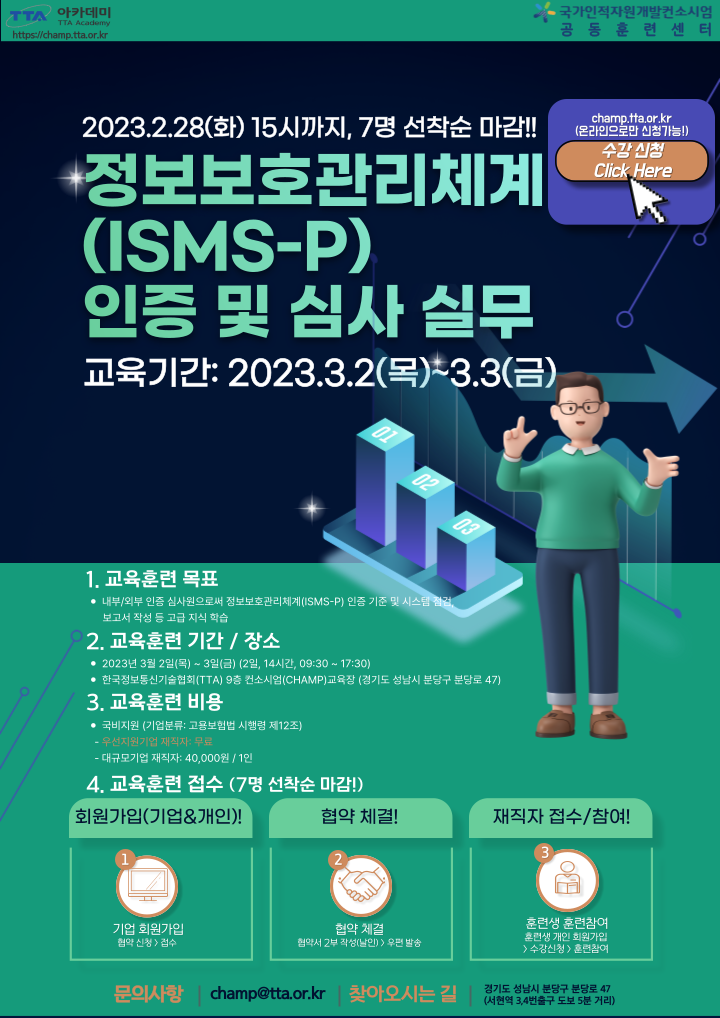 TTA 아카데미
TTA Academy
https://champ.tta.or.kr
국가인적자원개발컨소시엄
공동훈련센터
2023.2.28(화) 15시까지, 7명 선착순 마감!!
champ.tta.or.kr
(온라인으로만 신청가능!)
수강 신청
Click Here
정보보호관리체계
(ISMS-P)
인증 및 심사 실무
교육기간: 2023.3.2(목)~3.3(금)
01
02
03
1. 교육훈련 목표
● 내부/외부 인증 심사원으로써 정보보호관리체계(ISMS-P) 인증 기준 및 시스템 점검,
보고서 작성 등 고급 지식 학습
2. 교육훈련 기간 / 장소
● 2023년 3월 2일(목) ~ 3일(금) (2일, 14시간, 09:30 ~ 17:30)
● 한국정보통신기술협회(TTA) 9층 컨소시엄(CHAMP)교육장 (경기도 성남시 분당구 분당로 47)
3. 교육훈련 비용
● 국비지원 (기업분류: 고용보험법 시행령 제12조)
- 우선지원기업 재직자: 무료
- 대규모기업 재직자: 40,000원 / 1인
4. 교육훈련 접수 (7명 선착순 마감!)
회원가입(기업&개인)!
1
기업 회원가입
협약 신청 > 접수
협약 체결!
2
협약 체결
협약서 2부 작성(날인) > 우편 발송
재직자 접수/참여!
3
훈련생 훈련참여
훈련생 개인 회원가입
> 수강신청 > 훈련참여
문의사항 | champ@tta.or.kr | 찾아오시는 길 | 경기도 성남시 분당구 분당로 47
(서현역 3,4번출구 도보 5분 거리)